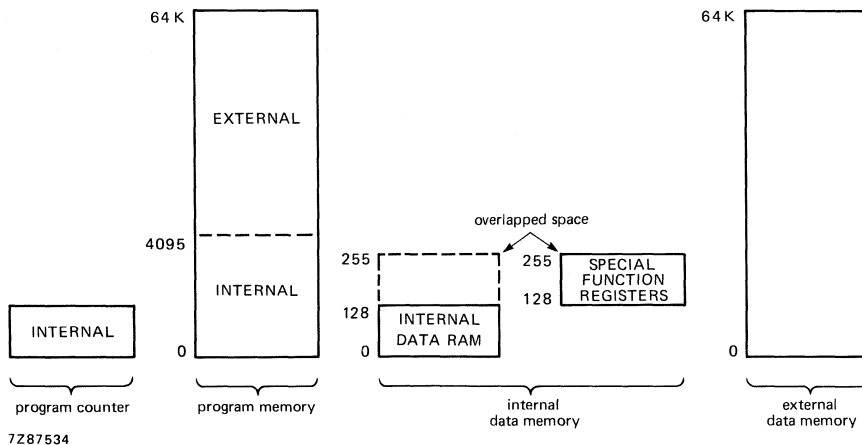 64 K
EXTERNAL
4095
INTERNAL
0
INTERNAL
overlapped space
255
128
INTERNAL
DATA RAM
0
255
SPECIAL
FUNCTION
REGISTERS
128
64 K
0
program counter
program memory
internal
data memory
external
data memory
7Z87534